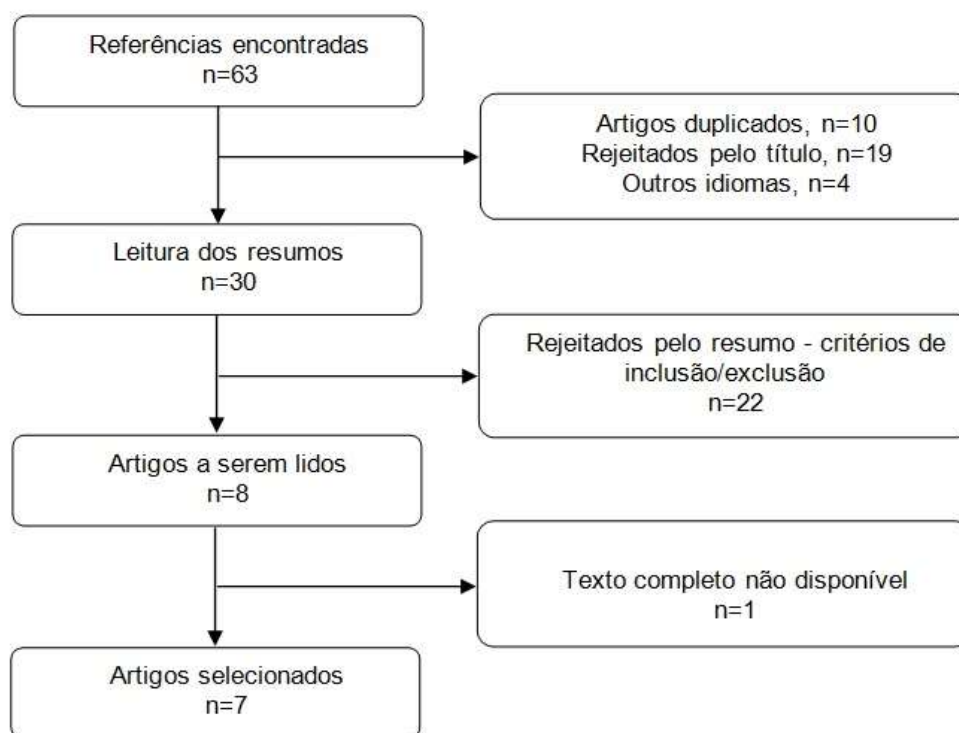 Referências encontradas
n=63
Artigos duplicados, n=10
Rejeitados pelo título, n=19
Outros idiomas, n=4
Leitura dos resumos
n=30
Rejeitados pelo resumo - critérios de
inclusão/exclusão
n=22
Artigos a serem lidos
n=8
Texto completo não disponível
n=1
Artigos selecionados
n=7